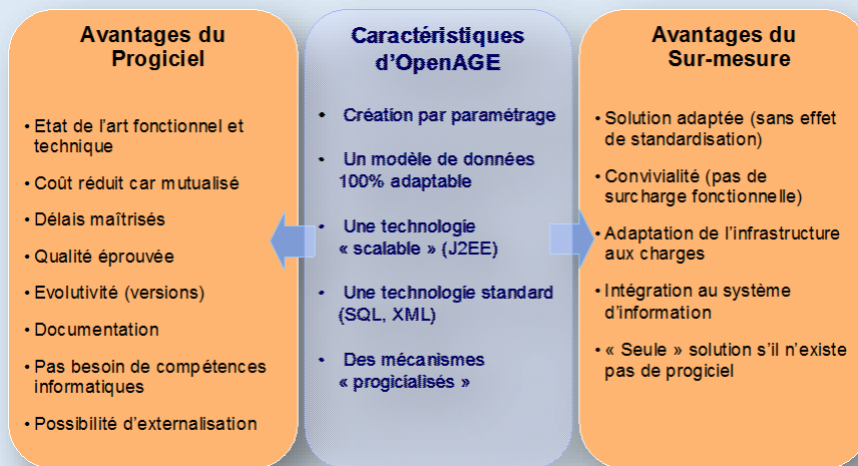 Avantages du
Progiciel
• Etat de l'art fonctionnel et
technique
• Coût réduit car mutualisé
• Délais maîtrisés
• Qualité éprouvée
• Evolutivité (versions)
• Documentation
• Pas besoin de compétences
informatiques
• Possibilité d'externalisation
Caractéristiques
d'OpenAGE
• Création par paramétrage
• Un modèle de données
100% adaptable
• Une technologie
« scalable » (J2EE)
• Une technologie standard
(SQL, XML)
• Des mécanismes
« progicialisés »
Avantages du
Sur-mesure
• Solution adaptée (sans effet
de standardisation)
• Convivialité (pas de
surcharge fonctionnelle)
• Adaptation de l'infrastructure
aux charges
• Intégration au système
d'information
• « Seule » solution s'il n'existe
pas de progiciel